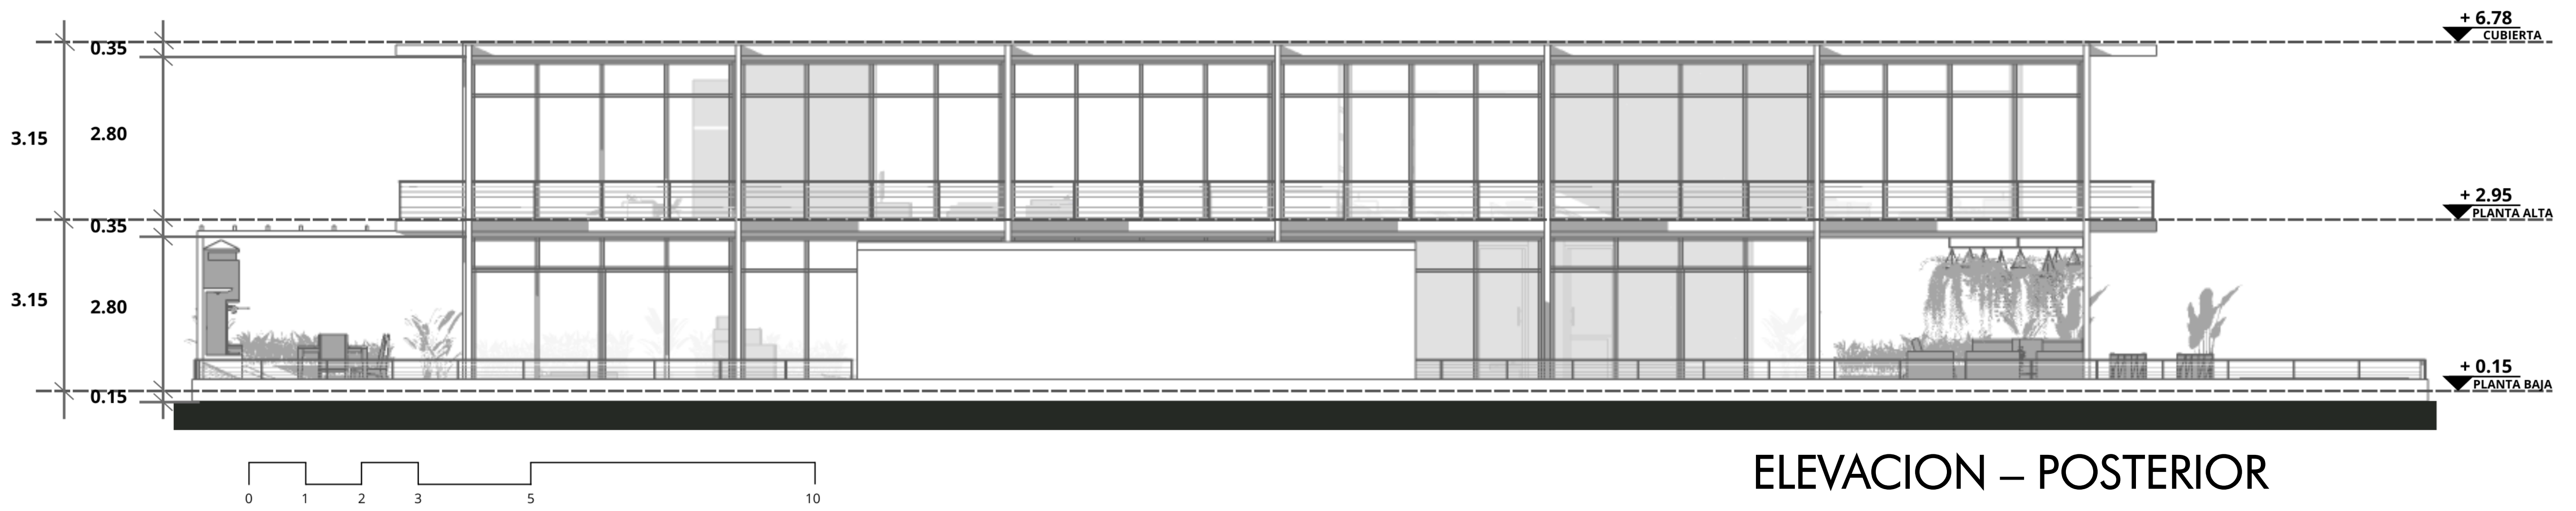 + 6.78
CUBIERTA
0.35
3.15
2.80
+ 2.95
PLANTA ALTA
0.35
3.15
2.80
+ 0.15
PLANTA BAJA
0.15
ELEVACION – POSTERIOR
0 1 2 3 5 10